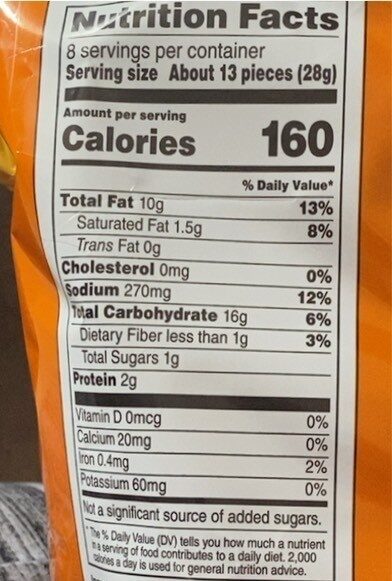 Nutrition Facts
8 servings per container
Serving size About 13 pieces (28g)
Amount per serving
Calories 160
% Daily Value*
Total Fat 10g 13%
Saturated Fat 1.5g 8%
Trans Fat 0g
Cholesterol 0mg 0%
Sodium 270mg 12%
Total Carbohydrate 16g 6%
Dietary Fiber less than 1g 3%
Total Sugars 1g
Protein 2g
Vitamin D 0mcg 0%
Calcium 20mg 0%
Iron 0.4mg 2%
Potassium 60mg 0%
Not a significant source of added sugars.
*The % Daily Value (DV) tells you how much a nutrient
in a serving of food contributes to a daily diet. 2,000
calories a day is used for general nutrition advice.